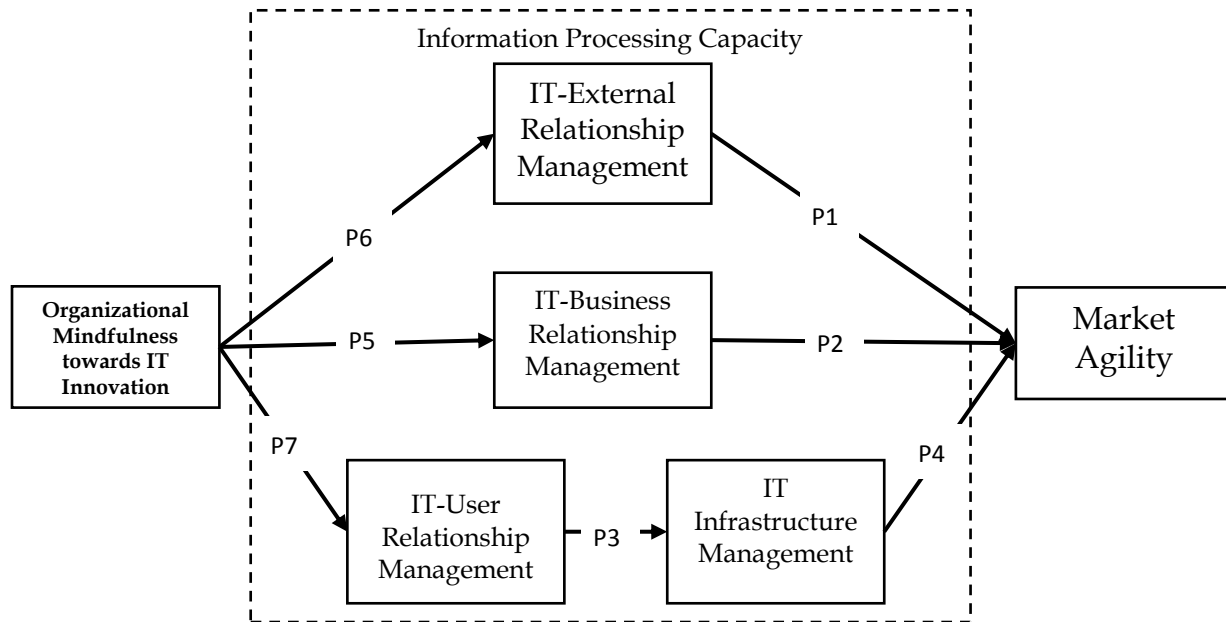 Information Processing Capacity
IT-External
Relationship
Management
P6
P1
Organizational
Mindfulness
towards IT
Innovation
P5
IT-Business
Relationship
Management
P2
Market
Agility
P7
IT-User
Relationship
Management
P3
IT
Infrastructure
Management
P4